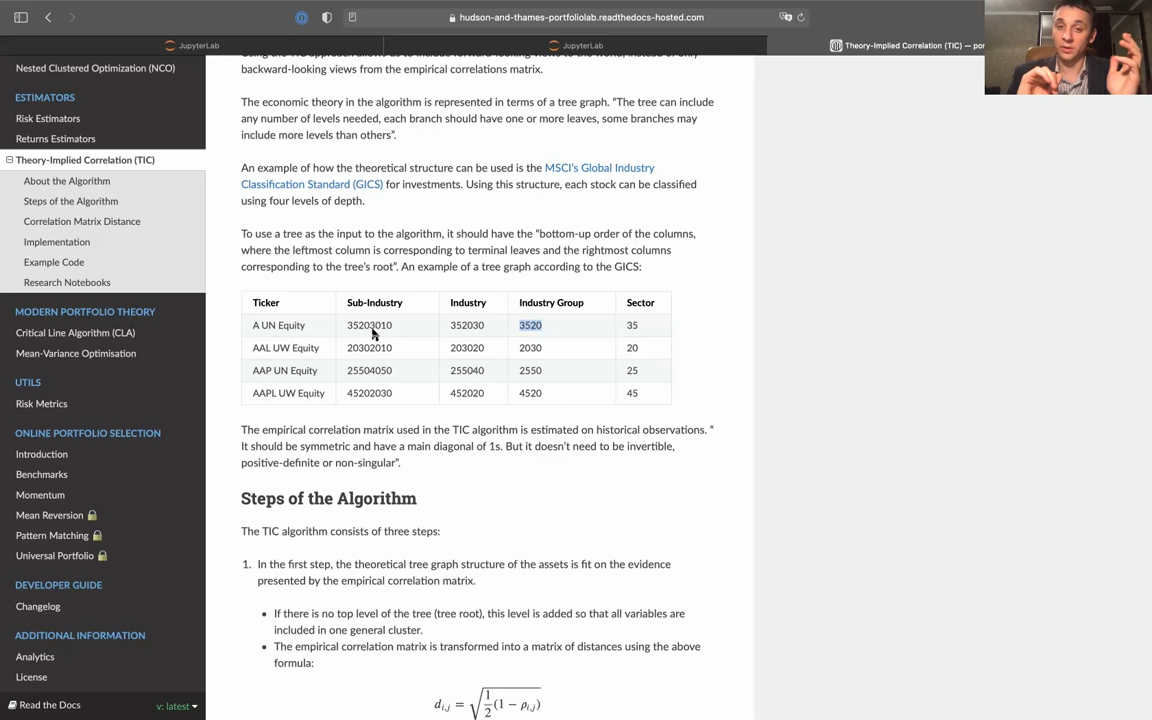 hudson-and-thames-portfoliolab.readthedocs-hosted.com
JupyterLab
JupyterLab
Theory-Implied Correlation (TIC) — por
Nested Clustered Optimization (NCO)
ESTIMATORS
Risk Estimators
Returns Estimators
Theory-Implied Correlation (TIC)
About the Algorithm
Steps of the Algorithm
Correlation Matrix Distance
Implementation
Example Code
Research Notebooks
MODERN PORTFOLIO THEORY
Critical Line Algorithm (CLA)
Mean-Variance Optimisation
UTILS
Risk Metrics
ONLINE PORTFOLIO SELECTION
Introduction
Benchmarks
Momentum
Mean Reversion
Pattern Matching
Universal Portfolio
DEVELOPER GUIDE
Changelog
ADDITIONAL INFORMATION
Analytics
License
Read the Docs
v: latest
backward-looking views from the empirical correlations matrix.
The economic theory in the algorithm is represented in terms of a tree graph. "The tree can include
any number of levels needed, each branch should have one or more leaves, some branches may
include more levels than others".
An example of how the theoretical structure can be used is the MSCI's Global Industry
Classification Standard (GICS) for investments. Using this structure, each stock can be classified
using four levels of depth.
To use a tree as the input to the algorithm, it should have the "bottom-up order of the columns,
where the leftmost column is corresponding to terminal leaves and the rightmost columns
corresponding to the tree's root". An example of a tree graph according to the GICS:
Ticker Sub-Industry Industry Industry Group Sector
A UN Equity 35203010 352030 3520 35
AAL UW Equity 20302010 203020 2030 20
AAP UN Equity 25504050 255040 2550 25
AAPL UW Equity 45202030 452020 4520 45
The empirical correlation matrix used in the TIC algorithm is estimated on historical observations. "
It should be symmetric and have a main diagonal of 1s. But it doesn't need to be invertible,
positive-definite or non-singular".
Steps of the Algorithm
The TIC algorithm consists of three steps:
1. In the first step, the theoretical tree graph structure of the assets is fit on the evidence
presented by the empirical correlation matrix.
• If there is no top level of the tree (tree root), this level is added so that all variables are
included in one general cluster.
• The empirical correlation matrix is transformed into a matrix of distances using the above
formula:
d_{i,j} = √(1/2 (1 − ρ_{i,j}))